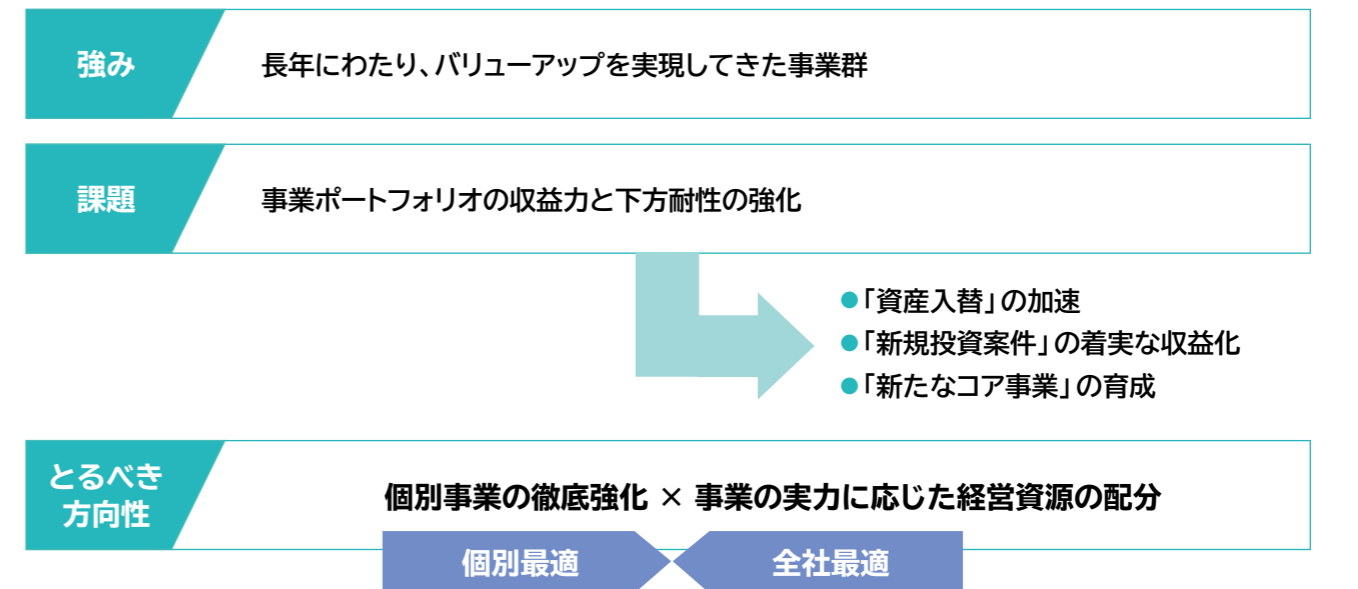 強み
長年にわたり、バリューアップを実現してきた事業群
課題
事業ポートフォリオの収益力と下方耐性の強化
●「資産入替」の加速
●「新規投資案件」の着実な収益化
●「新たなコア事業」の育成
とるべき
方向性
個別事業の徹底強化 × 事業の実力に応じた経営資源の配分
個別最適
全社最適